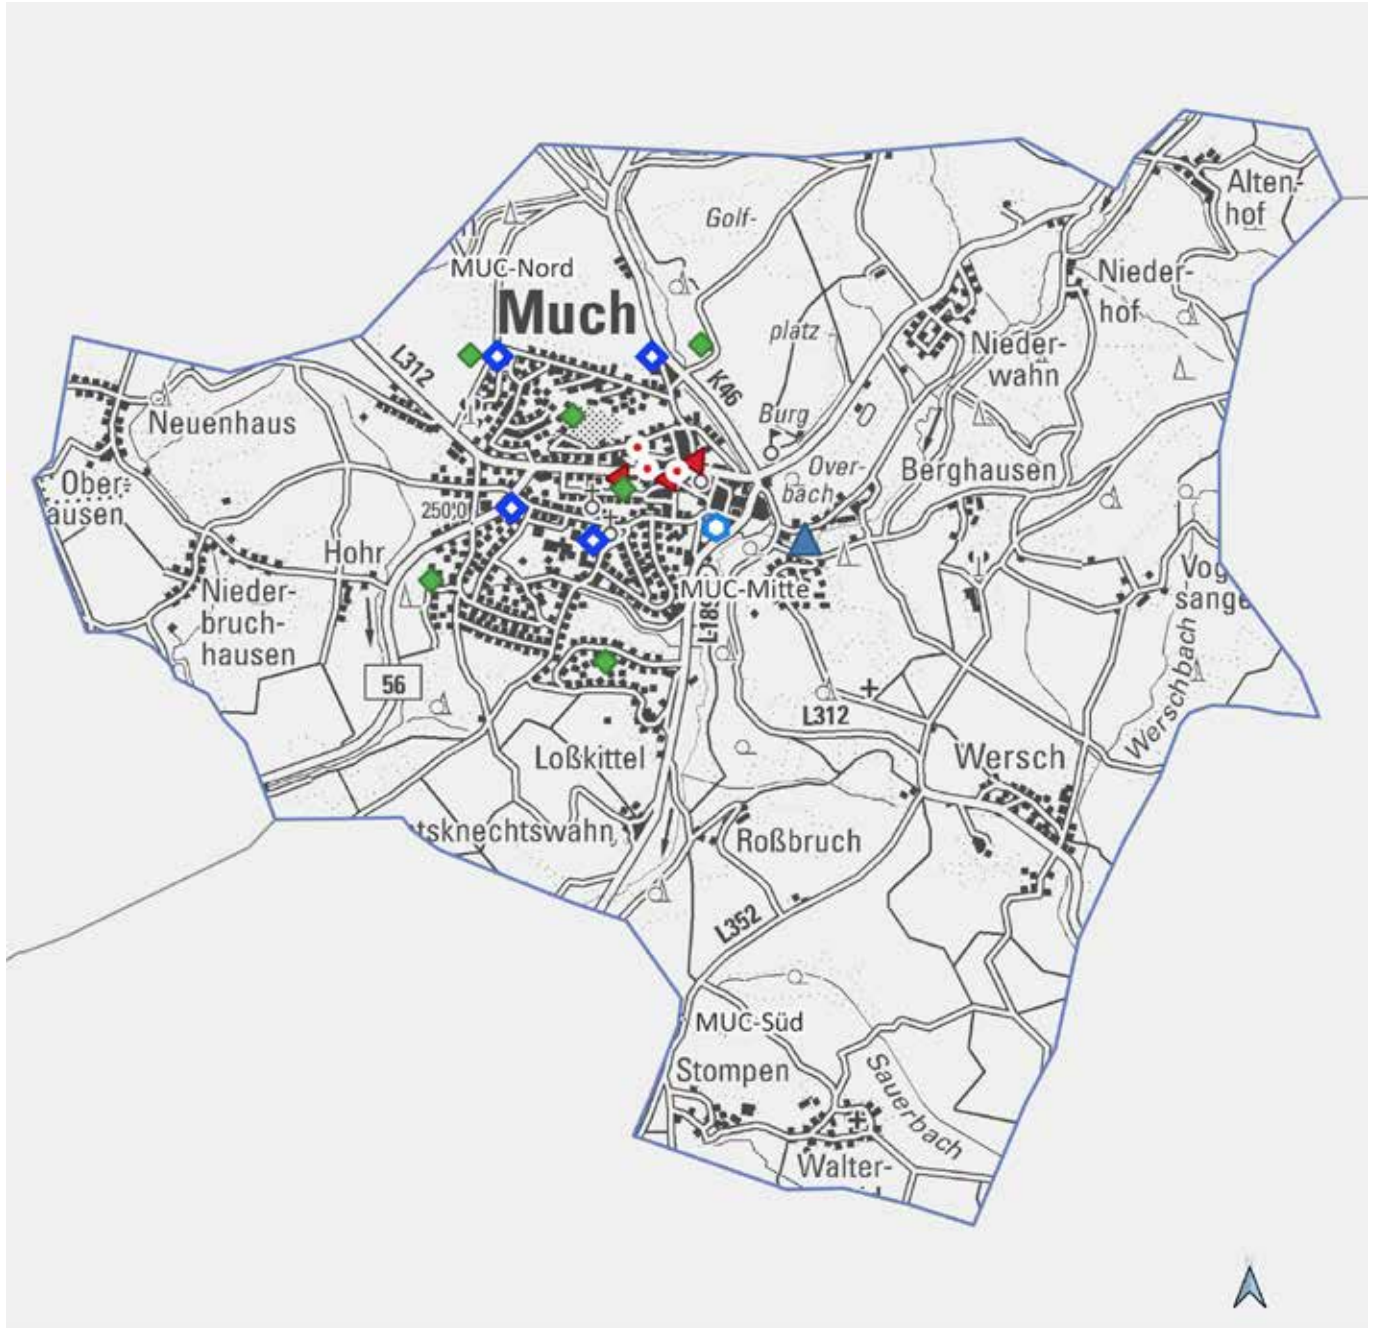 Alten-
hof
Golf-
MUC-Nord
Nieder-
hof
Much
platz
Nieder-
wahn
L312
K46
Neuenhaus
Burg
Ober-
ausen
Over-
bach
Berghausen
250,0
Hohr
Vog
sange
Nieder-
bruch-
hausen
MUC-Mitte
L189
56
Werschbach
L312
Loßkittel
Wersch
tsknechtswahn
Roßbruch
L352
MUC-Süd
Stompen
Sauerbach
Walter-